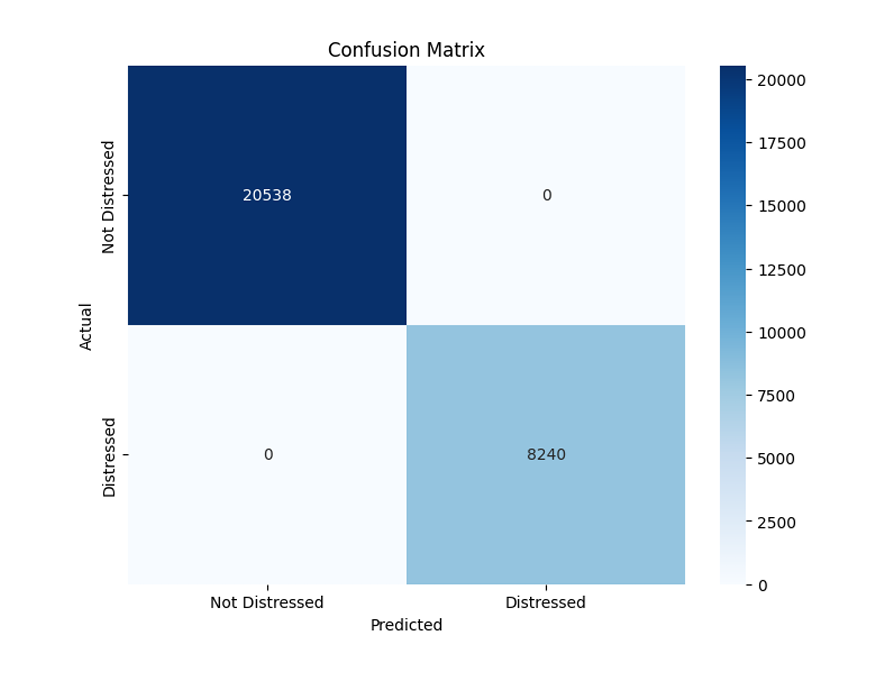 Confusion Matrix
Actual
Not Distressed
Distressed
20538
0
0
8240
Not Distressed
Distressed
Predicted
20000
17500
15000
12500
10000
7500
5000
2500
0